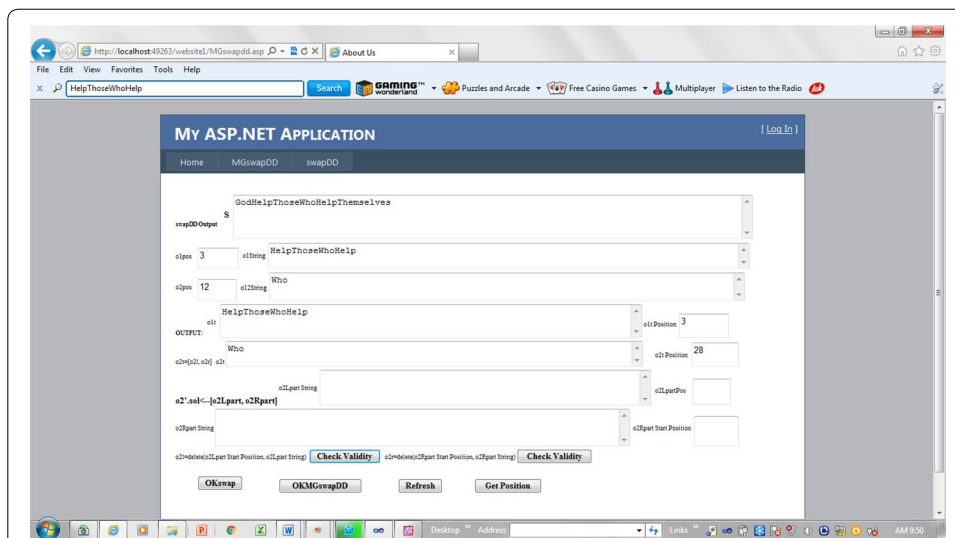 http://localhost:49263/website1/MGswapdd.asp
About Us
File Edit View Favorites Tools Help
HelpThoseWhoHelp Search GAMING wonderland™ Puzzles and Arcade Free Casino Games Multiplayer Listen to the Radio Ask
MY ASP.NET APPLICATION [ Log In ]
Home MGswapDD swapDD
swapDD Output S GodHelpThoseWhoHelpThemselves
o1pos 3 o1String HelpThoseWhoHelp
o2pos 12 o12String Who
OUTPUT: o1t HelpThoseWhoHelp o1t Position 3
o2t=[o2l, o2r] o2t Who o2t Position 28
o2'.sol<--[o2Lpart, o2Rpart] o2Lpart String o2LpartPos
o2Rpart String o2Rpart Start Position
o2l=delete(o2Lpart Start Position, o2Lpart String) Check Validity o2r=delete(o2Rpart Start Position, o2Rpart String) Check Validity
OKswap OKMGswapDD Refresh Get Position
Desktop » Address Links » AM 9:50